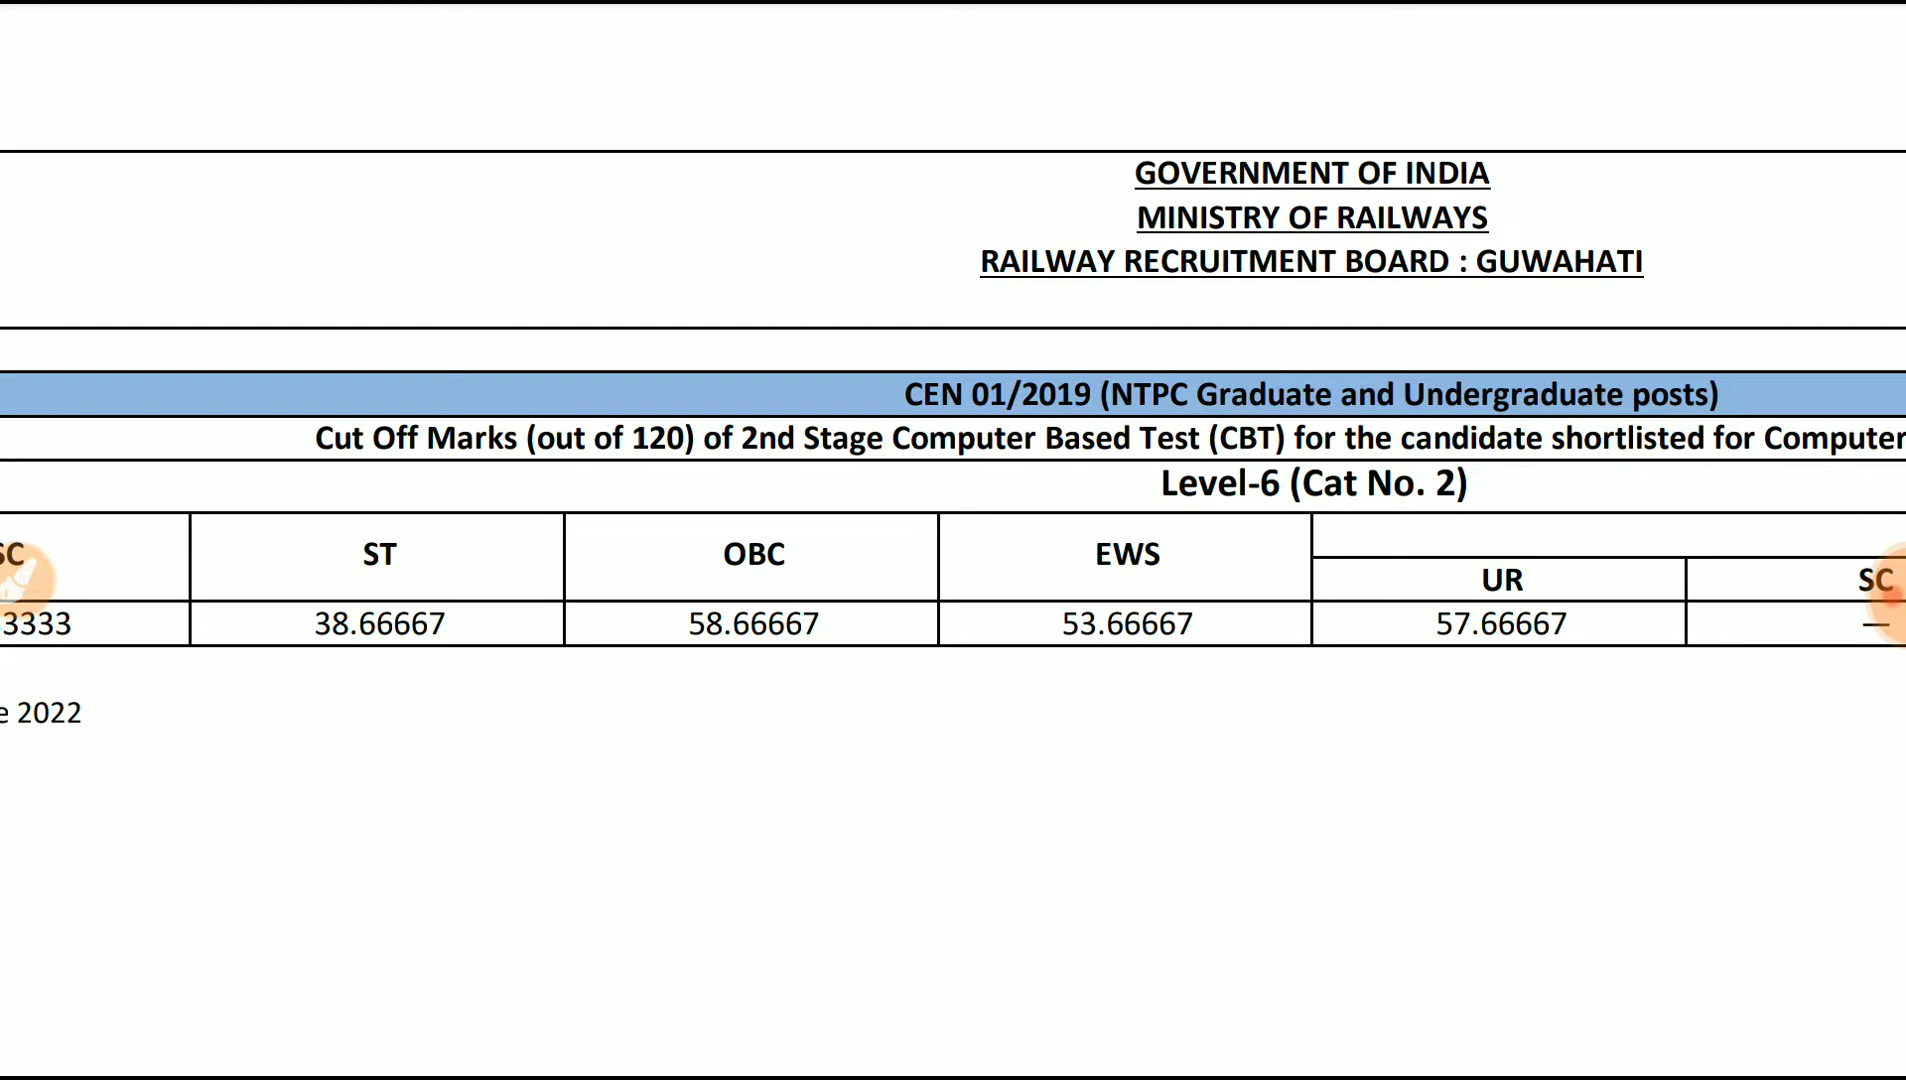 GOVERNMENT OF INDIA
MINISTRY OF RAILWAYS
RAILWAY RECRUITMENT BOARD : GUWAHATI
CEN 01/2019 (NTPC Graduate and Undergraduate posts)
Cut Off Marks (out of 120) of 2nd Stage Computer Based Test (CBT) for the candidate shortlisted for Computer
Level-6 (Cat No. 2)
SC ST OBC EWS
UR SC
3333 38.66667 58.66667 53.66667 57.66667 —
e 2022